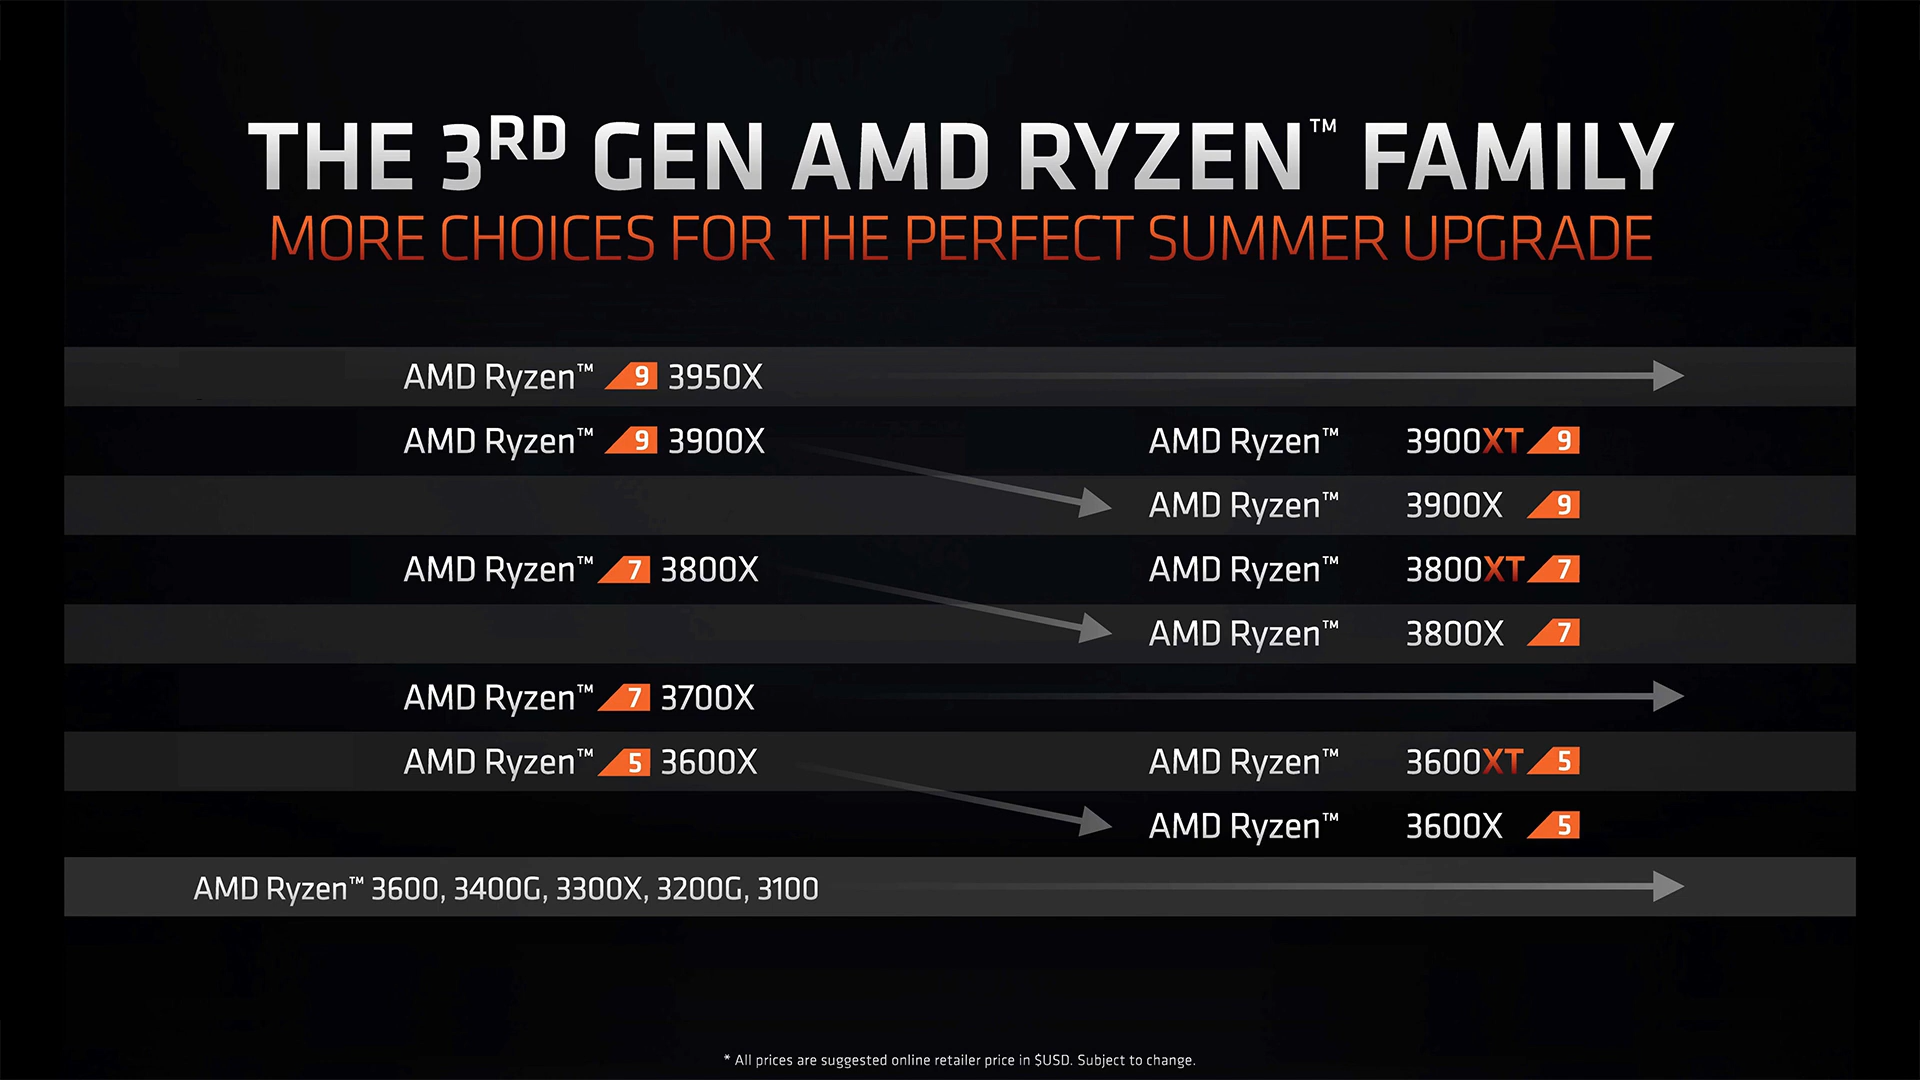 THE 3RD GEN AMD RYZEN™ FAMILY
MORE CHOICES FOR THE PERFECT SUMMER UPGRADE
AMD Ryzen™ 9 3950X
AMD Ryzen™ 9 3900X AMD Ryzen™ 3900XT 9
AMD Ryzen™ 3900X 9
AMD Ryzen™ 7 3800X AMD Ryzen™ 3800XT 7
AMD Ryzen™ 3800X 7
AMD Ryzen™ 7 3700X
AMD Ryzen™ 5 3600X AMD Ryzen™ 3600XT 5
AMD Ryzen™ 3600X 5
AMD Ryzen™ 3600, 3400G, 3300X, 3200G, 3100
* All prices are suggested online retailer price in $USD. Subject to change.